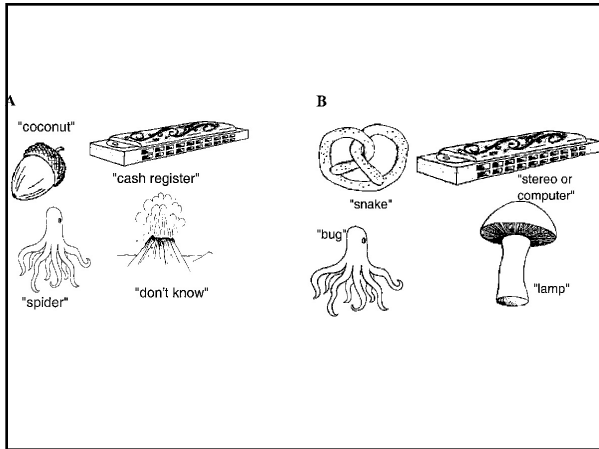 A
"coconut"
"cash register"
"spider"
"don't know"
B
"snake"
"stereo or
computer"
"bug"
"lamp"